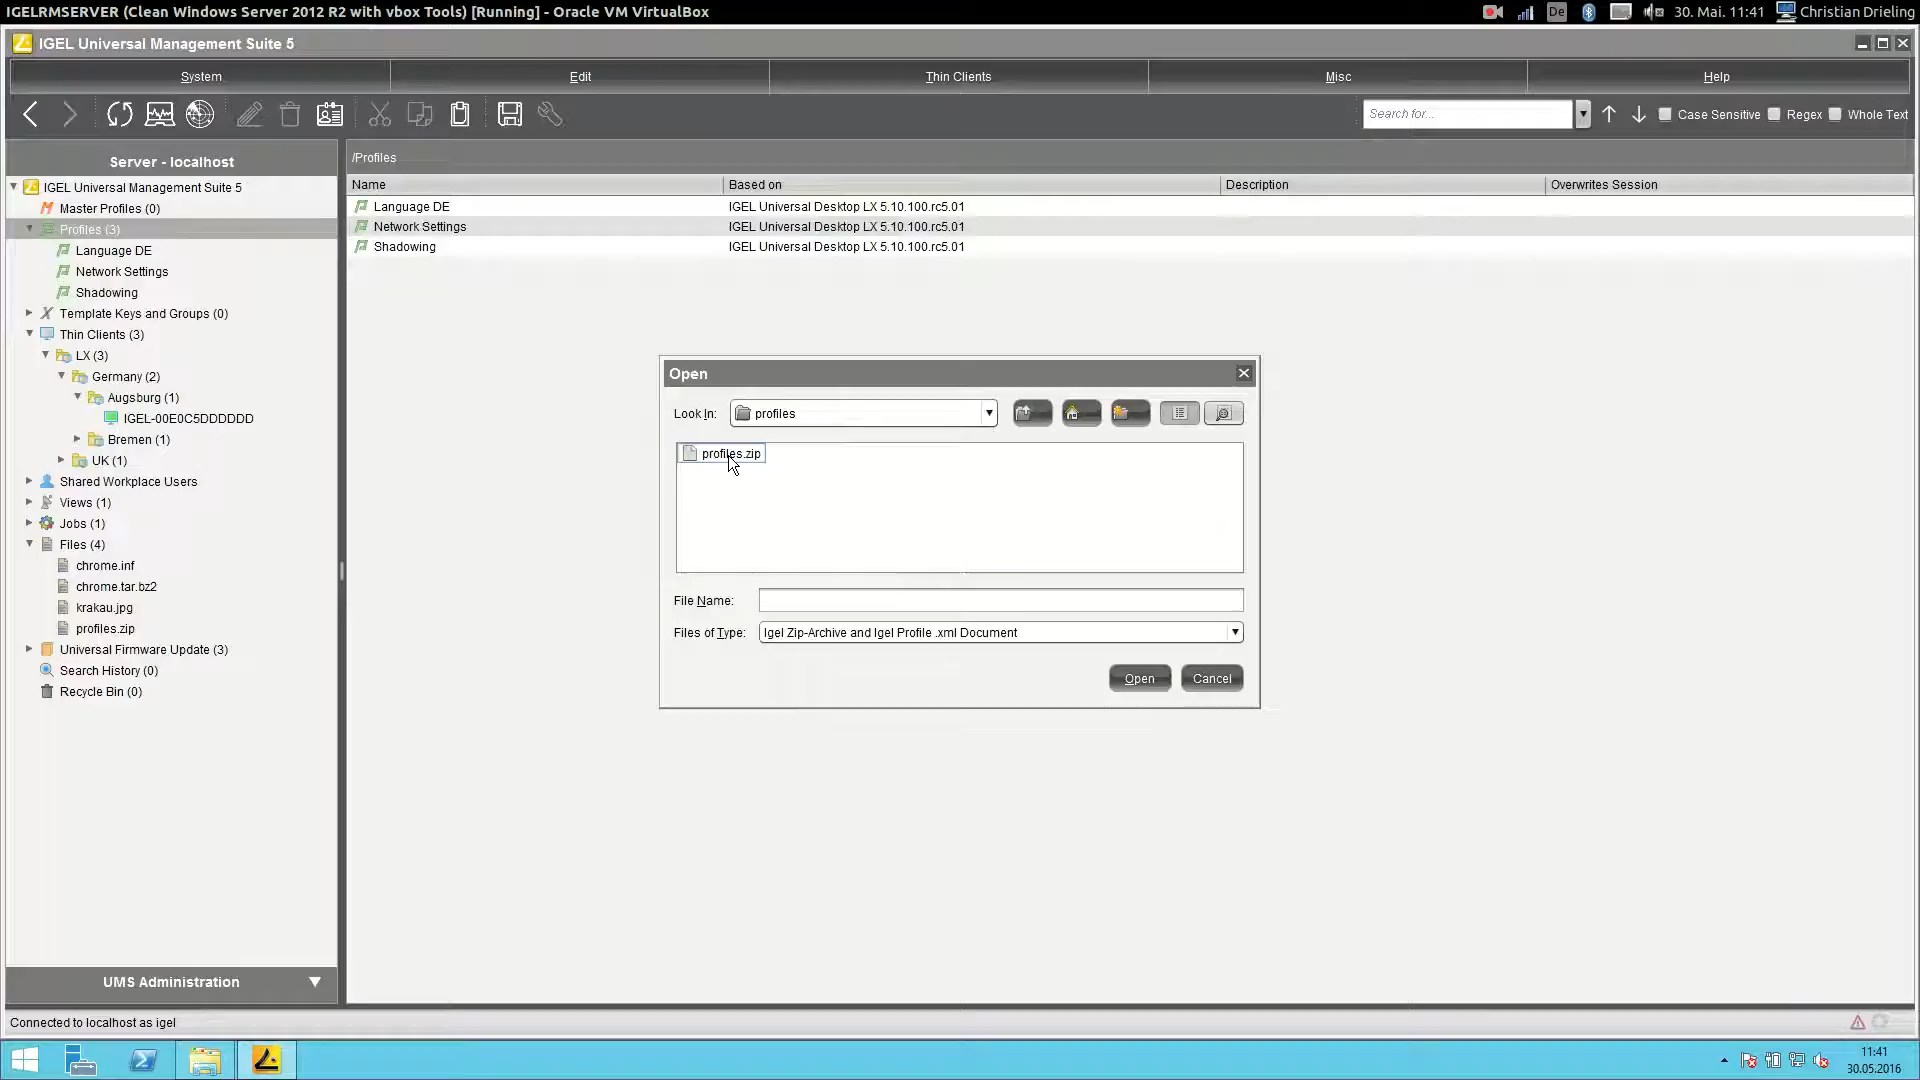 IGELRMSERVER (Clean Windows Server 2012 R2 with vbox Tools) [Running] - Oracle VM VirtualBox
De
30. Mai. 11:41
Christian Drieling
IGEL Universal Management Suite 5
System
Edit
Thin Clients
Misc
Help
Search for...
Case Sensitive
Regex
Whole Text
Server - localhost
IGEL Universal Management Suite 5
Master Profiles (0)
Profiles (3)
Language DE
Network Settings
Shadowing
Template Keys and Groups (0)
Thin Clients (3)
LX (3)
Germany (2)
Augsburg (1)
IGEL-00E0C5DDDDDD
Bremen (1)
UK (1)
Shared Workplace Users
Views (1)
Jobs (1)
Files (4)
chrome.inf
chrome.tar.bz2
krakau.jpg
profiles.zip
Universal Firmware Update (3)
Search History (0)
Recycle Bin (0)
UMS Administration
/Profiles
Name
Based on
Description
Overwrites Session
Language DE
IGEL Universal Desktop LX 5.10.100.rc5.01
Network Settings
IGEL Universal Desktop LX 5.10.100.rc5.01
Shadowing
IGEL Universal Desktop LX 5.10.100.rc5.01
Open
Look In:
profiles
profiles.zip
File Name:
Files of Type:
Igel Zip-Archive and Igel Profile .xml Document
Open
Cancel
Connected to localhost as igel
11:41
30.05.2016